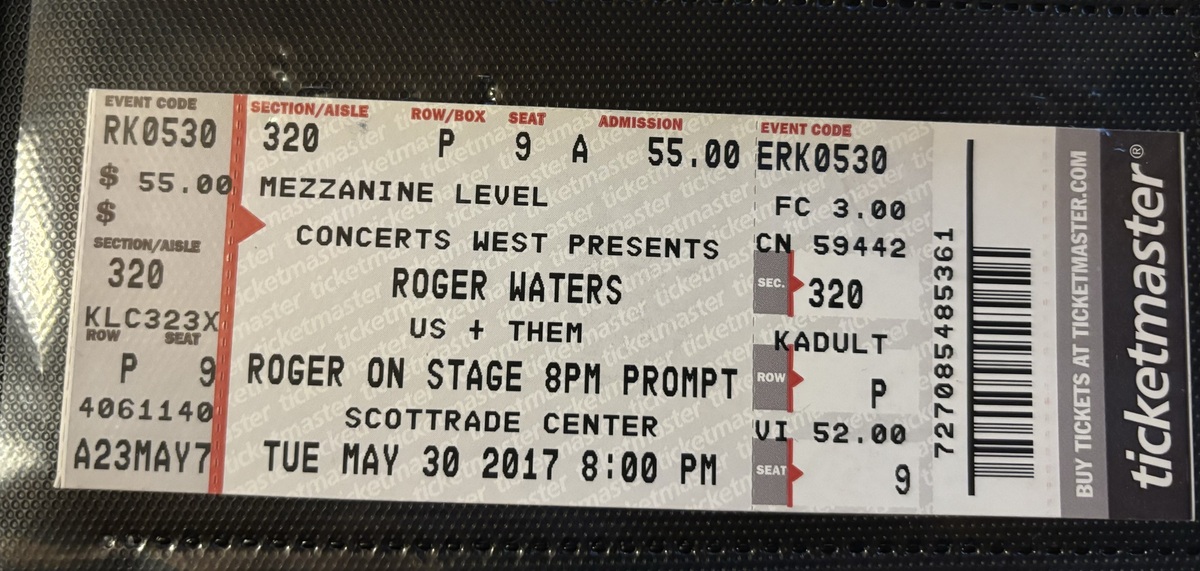 EVENT CODE
RK0530
$ 55.00
$
SECTION/AISLE
320
KLC323X
ROW SEAT
P 9
4061140
A23MAY7
SECTION/AISLE ROW/BOX SEAT ADMISSION
320 P 9 A 55.00
MEZZANINE LEVEL
CONCERTS WEST PRESENTS
ROGER WATERS
US + THEM
ROGER ON STAGE 8PM PROMPT
SCOTTRADE CENTER
TUE MAY 30 2017 8:00 PM
EVENT CODE
ERK0530
FC 3.00
CN 59442
SEC. 320
KADULT
ROW P
VI 52.00
SEAT 9
727085485361
BUY TICKETS AT TICKETMASTER.COM
ticketmaster®